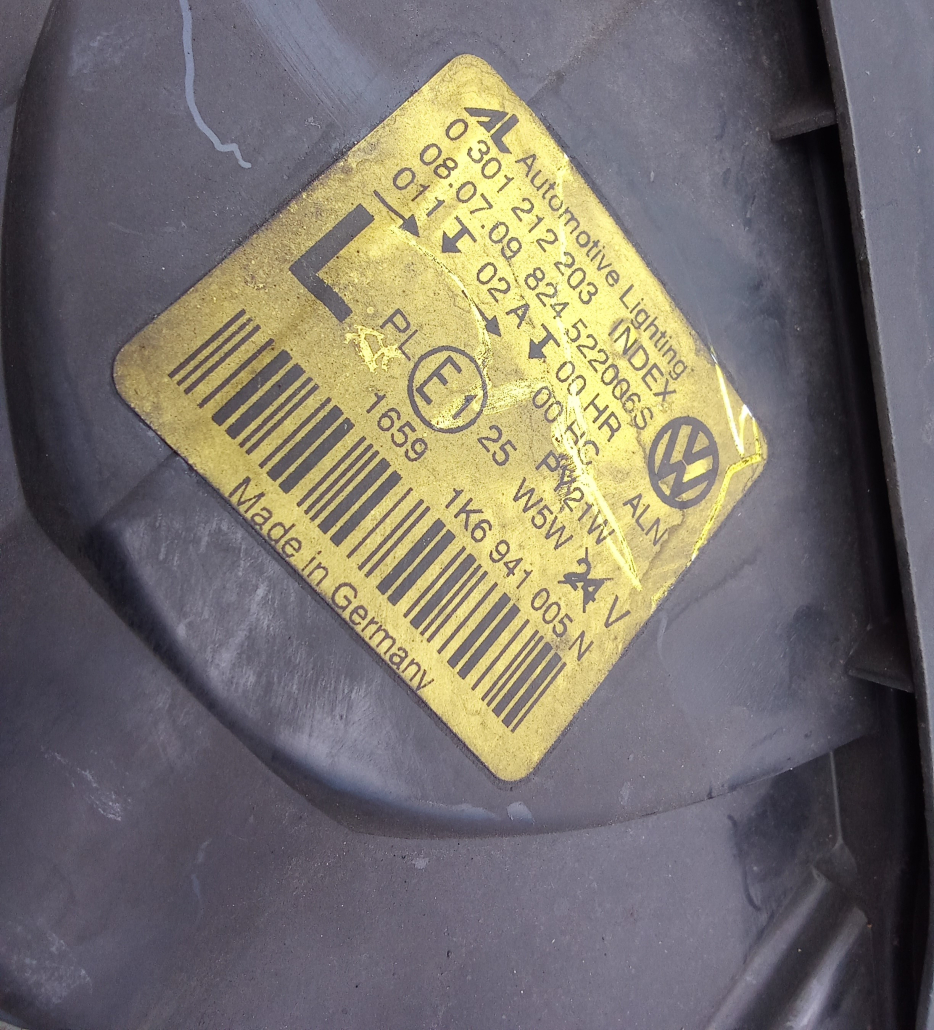 AL Automotive Lighting
0 301 212 203 INDEX
08.07.09 824 522006 S
011 02 A 00 HR ALN
L 00 HC
PL E1 25 PY21W
1659 W5W 24 V
1K6 941 005 N
Made in Germany